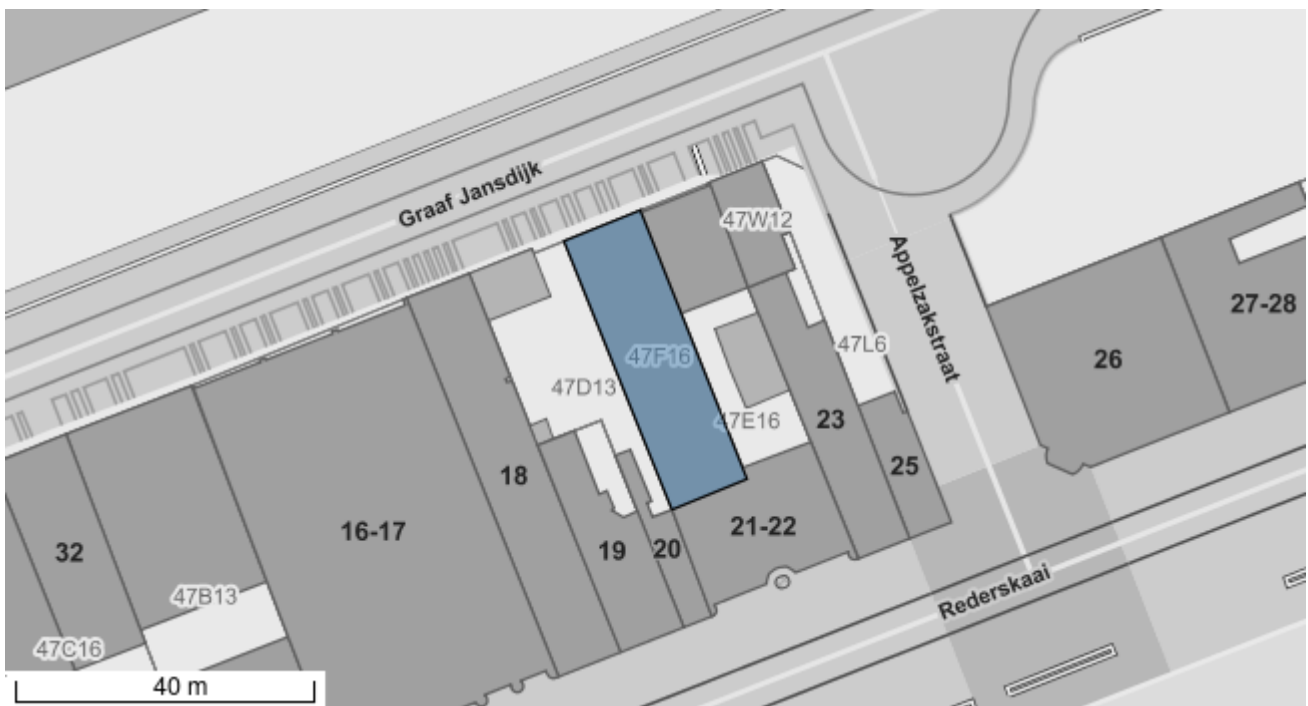 Graaf Jansdijk
47W12
Appelzakstraat
27-28
47F16
47L6
26
47D13
47E16
23
18
25
16-17
21-22
19
20
32
Rederskaai
47B13
47C16
40 m